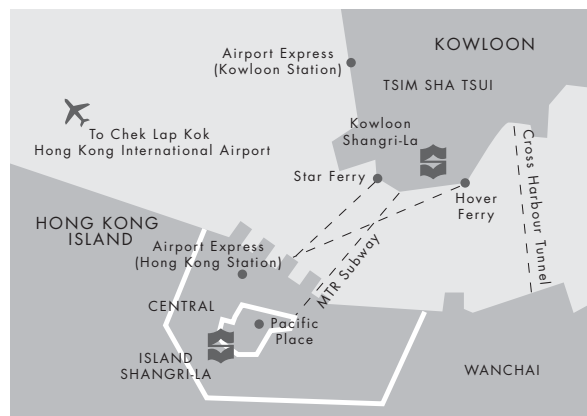 KOWLOON
Airport Express
(Kowloon Station)
TSIM SHA TSUI
To Chek Lap Kok
Hong Kong International Airport
Kowloon
Shangri-La
Cross Harbour Tunnel
Star Ferry
Hover
Ferry
HONG KONG
ISLAND
Airport Express
(Hong Kong Station)
MTR Subway
CENTRAL
Pacific
Place
ISLAND
SHANGRI-LA
WANCHAI